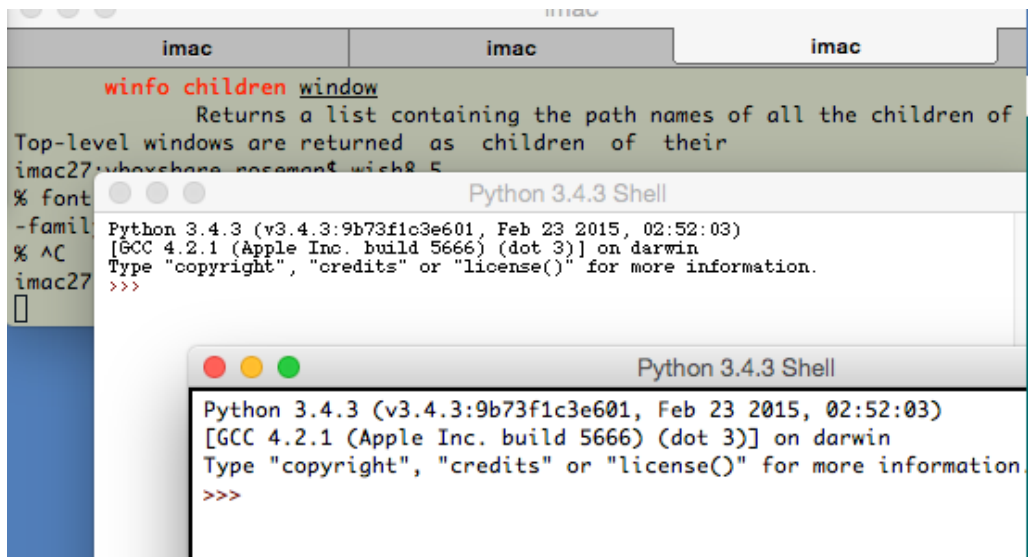 imac
imac imac imac
winfo children window
Returns a list containing the path names of all the children of
Top-level windows are returned as children of their
imac27:vboxshare roseman$ wish8.5
% font
-famil
% ^C
imac27
Python 3.4.3 Shell
Python 3.4.3 (v3.4.3:9b73f1c3e601, Feb 23 2015, 02:52:03)
[GCC 4.2.1 (Apple Inc. build 5666) (dot 3)] on darwin
Type "copyright", "credits" or "license()" for more information.
>>>
Python 3.4.3 Shell
Python 3.4.3 (v3.4.3:9b73f1c3e601, Feb 23 2015, 02:52:03)
[GCC 4.2.1 (Apple Inc. build 5666) (dot 3)] on darwin
Type "copyright", "credits" or "license()" for more information.
>>>